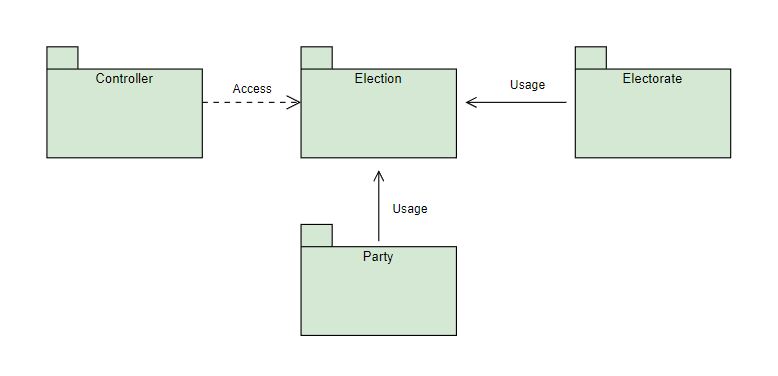 Controller
Election
Electorate
Access
Usage
Usage
Party